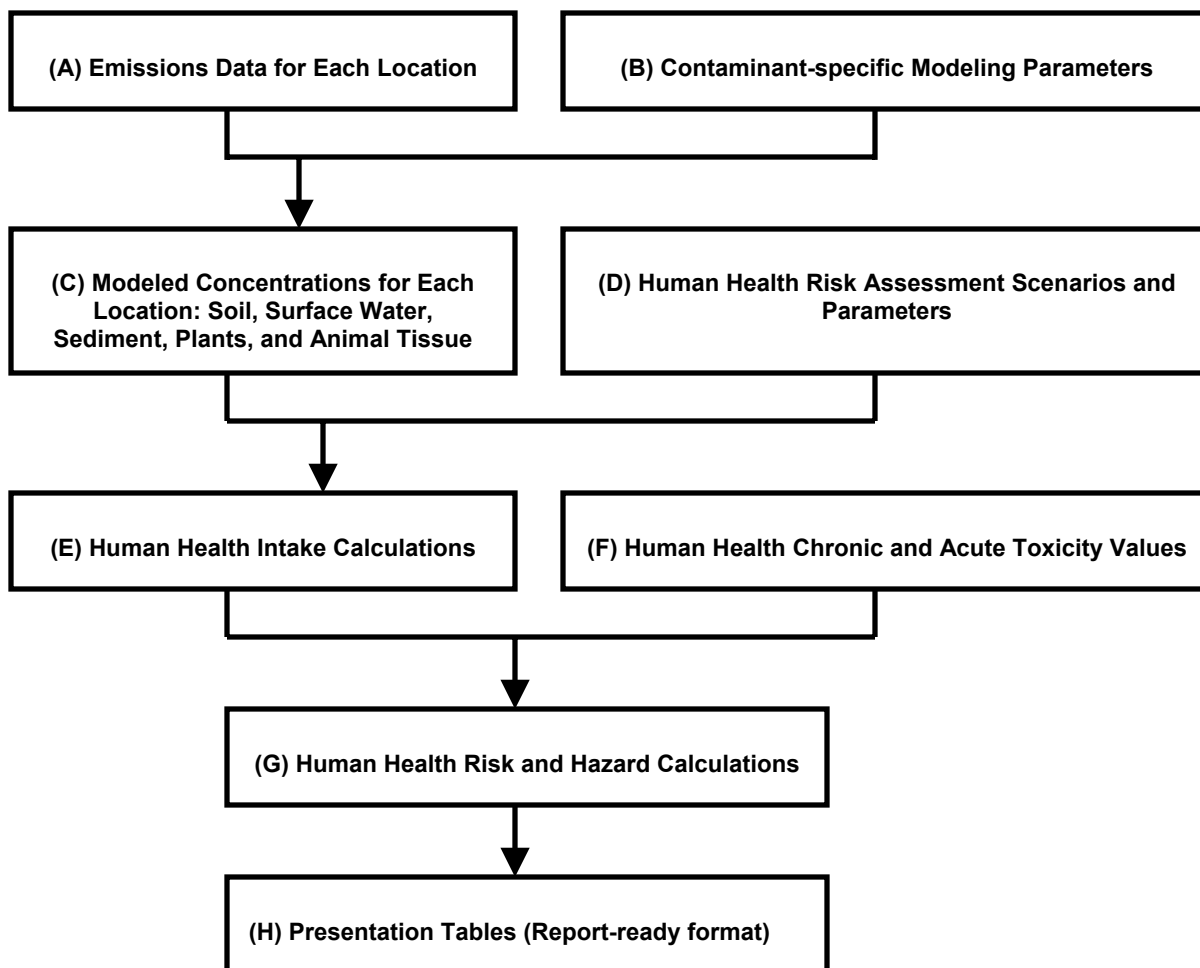 (A) Emissions Data for Each Location
(B) Contaminant-specific Modeling Parameters
(C) Modeled Concentrations for Each
Location: Soil, Surface Water,
Sediment, Plants, and Animal Tissue
(D) Human Health Risk Assessment Scenarios and
Parameters
(E) Human Health Intake Calculations
(F) Human Health Chronic and Acute Toxicity Values
(G) Human Health Risk and Hazard Calculations
(H) Presentation Tables (Report-ready format)